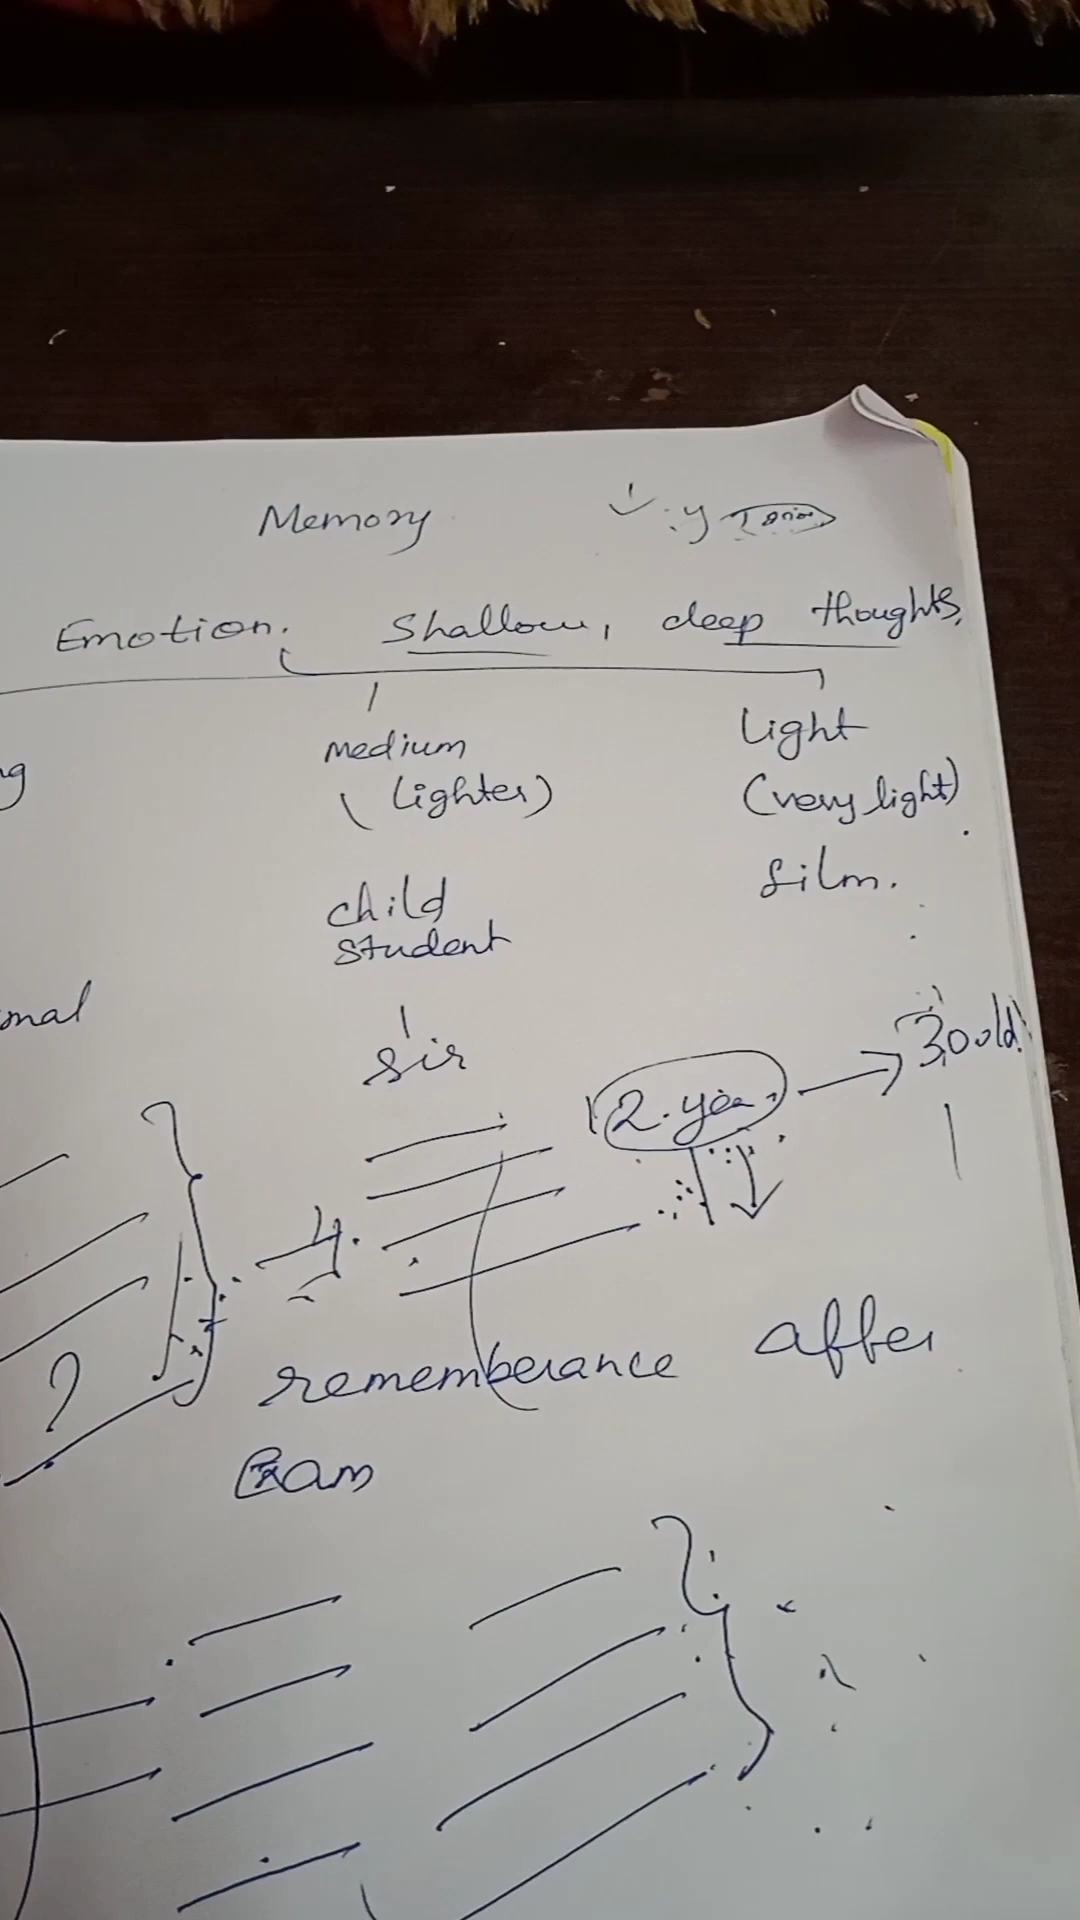 Memory
Emotion. Shallow, deep thoughts,
medium light
(lighter) (very light)
child film.
student
sir
2. yea. → 30 old
4.
rememberance after
Exam